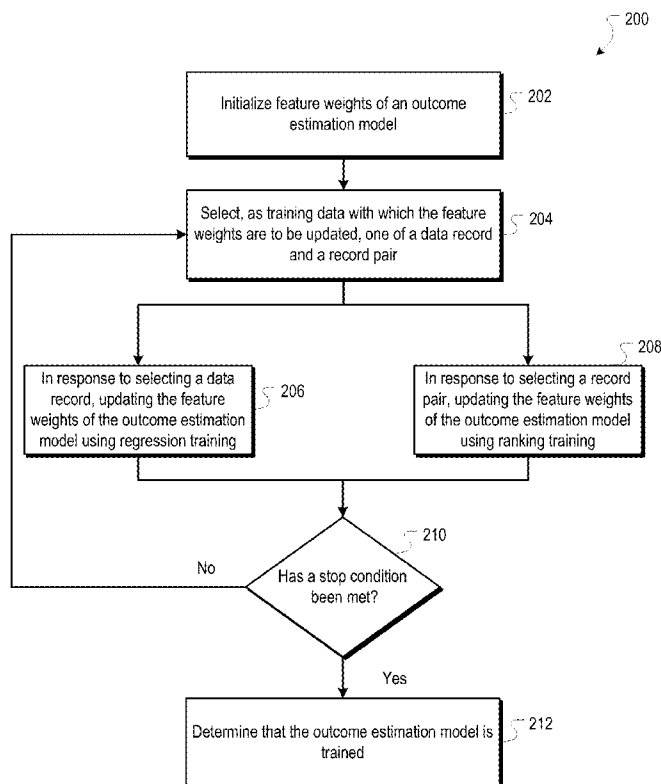 200
Initialize feature weights of an outcome
estimation model
202
Select, as training data with which the feature
weights are to be updated, one of a data record
and a record pair
204
In response to selecting a data
record, updating the feature
weights of the outcome estimation
model using regression training
206
208
In response to selecting a record
pair, updating the feature weights
of the outcome estimation model
using ranking training
210
Has a stop condition
been met?
No
Yes
Determine that the outcome estimation model is
trained
212